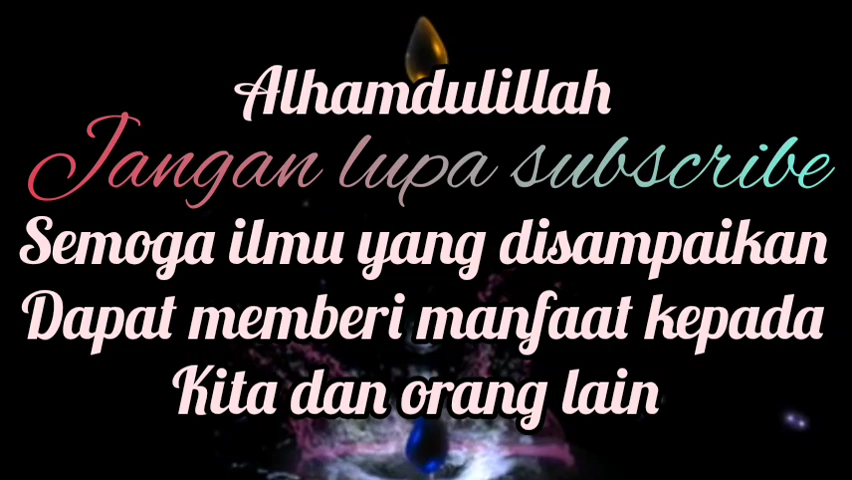 Alhamdulillah
Jangan lupa subscribe
Semoga ilmu yang disampaikan
Dapat memberi manfaat kepada
Kita dan orang lain